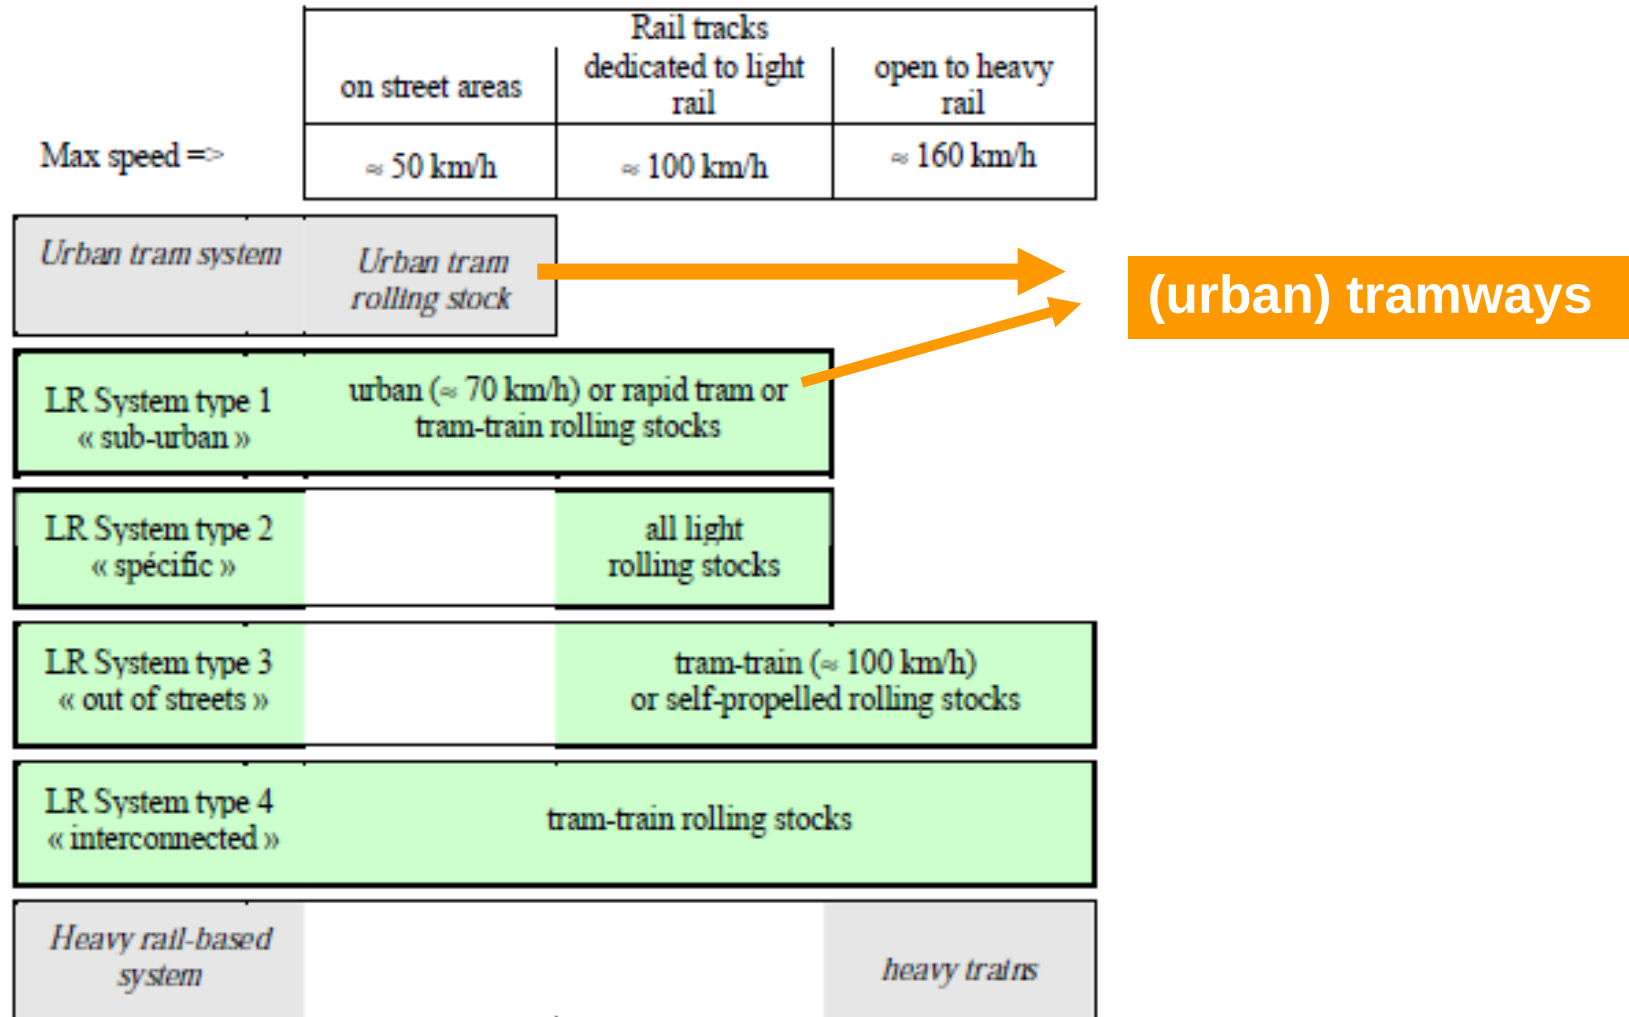 Rail tracks
on street areas
dedicated to light
rail
open to heavy
rail
Max speed =>
≈ 50 km/h
≈ 100 km/h
≈ 160 km/h
Urban tram system
Urban tram
rolling stock
(urban) tramways
LR System type 1
« sub-urban »
urban (≈ 70 km/h) or rapid tram or
tram-train rolling stocks
LR System type 2
« spécific »
all light
rolling stocks
LR System type 3
« out of streets »
tram-train (≈ 100 km/h)
or self-propelled rolling stocks
LR System type 4
« interconnected »
tram-train rolling stocks
Heavy rail-based
system
heavy trains